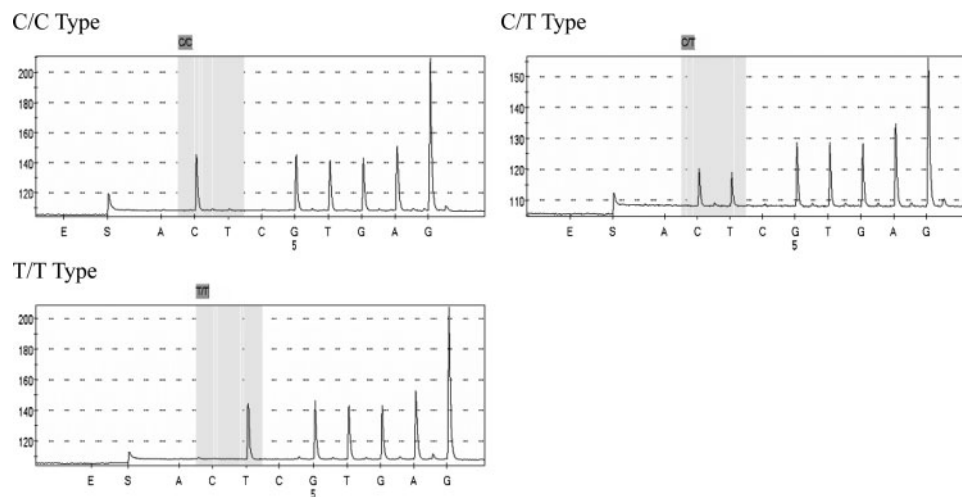 C/C Type
C/C
200
180
160
140
120
E S A C T C G T G A G
5
C/T Type
C/T
150
140
130
120
110
E S A C T C G T G A G
5
T/T Type
T/T
200
180
160
140
120
E S A C T C G T G A G
5